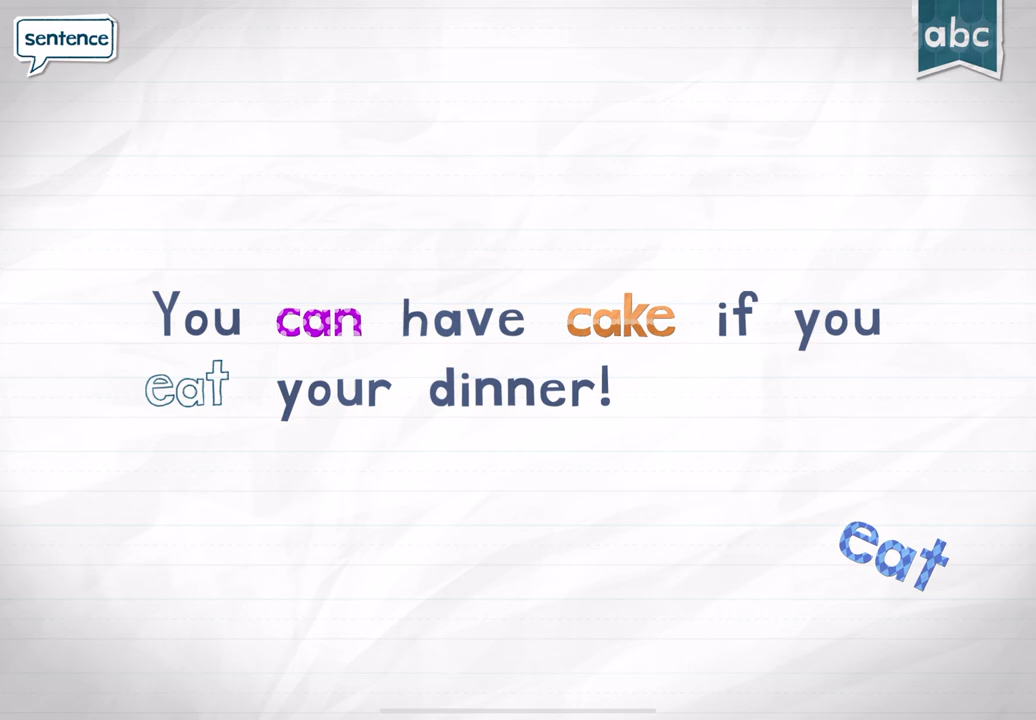 sentence
abc
You can have cake if you
eat your dinner!
eat